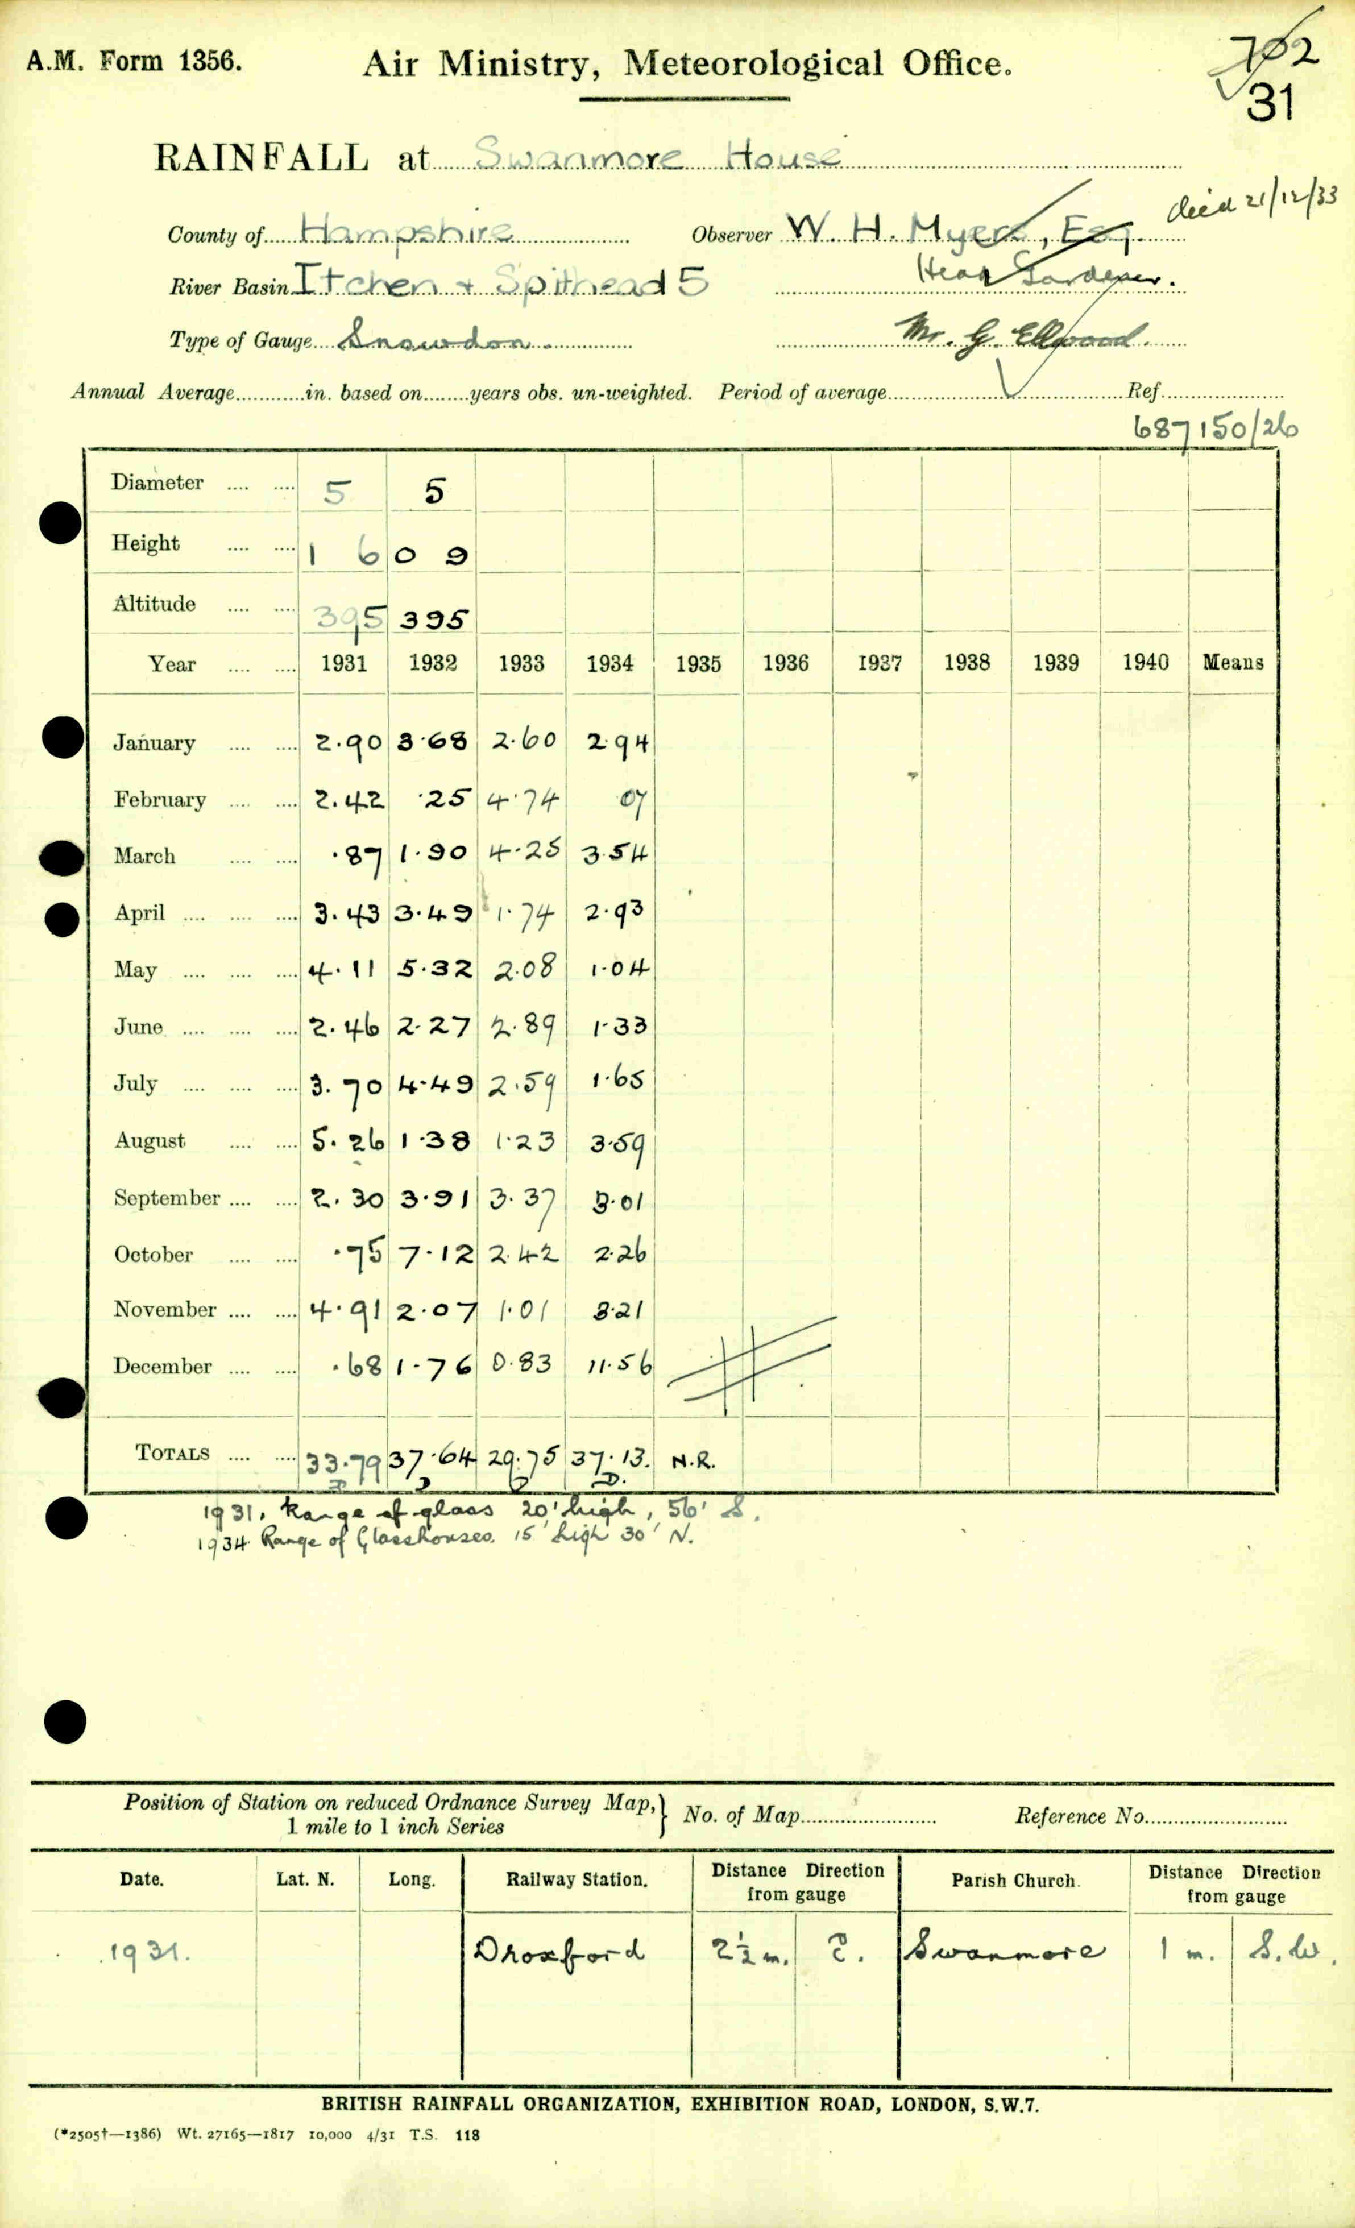 A.M. Form 1356. Air Ministry, Meteorological Office. 702
31
RAINFALL at Swanmore House
died 21/12/33
County of Hampshire Observer W. H. Myers, Esq.
River Basin Itchen + Spithead 5 Head Gardener.
Type of Gauge Snowdon. Mr. G. Ellwood.
Annual Average............in. based on........years obs. un-weighted. Period of average.......... Ref..........
687150/26
Diameter .... .... 5 5
Height .... .... 1 6 0 9
Altitude .... .... 395 395
Year .... .... 1931 1932 1933 1934 1935 1936 1937 1938 1939 1940 Means
January .... .... 2.90 3.68 2.60 2.94
February .... .... 2.42 .25 4.74 07
March .... .... .87 1.90 4.25 3.54
April .... .... .... 3.43 3.49 1.74 2.93
May .... .... .... 4.11 5.32 2.08 1.04
June .... .... .... 2.46 2.27 2.89 1.33
July .... .... .... 3.70 4.49 2.59 1.65
August .... .... 5.26 1.38 1.23 3.59
September .... .... 2.30 3.91 3.37 3.01
October .... .... .75 7.12 2.42 2.26
November .... .... 4.91 2.07 1.01 3.21
December .... .... .68 1.76 0.83 11.56
TOTALS .... .... 33.79 37.64 29.75 37.13. N.R.
1931, Range of glass 20' high, 56' S.
1934 Range of Glasshouses. 15' high 30' N.
Position of Station on reduced Ordnance Survey Map, } No. of Map.......... Reference No..........
1 mile to 1 inch Series
Date. Lat. N. Long. Railway Station. Distance Direction from gauge Parish Church. Distance Direction from gauge
1931. Droxford 2½ m. E. Swanmore 1 m. S.W.
BRITISH RAINFALL ORGANIZATION, EXHIBITION ROAD, LONDON, S.W.7.
(*2505†—1386) Wt. 27165—1817 10,000 4/31 T.S. 118